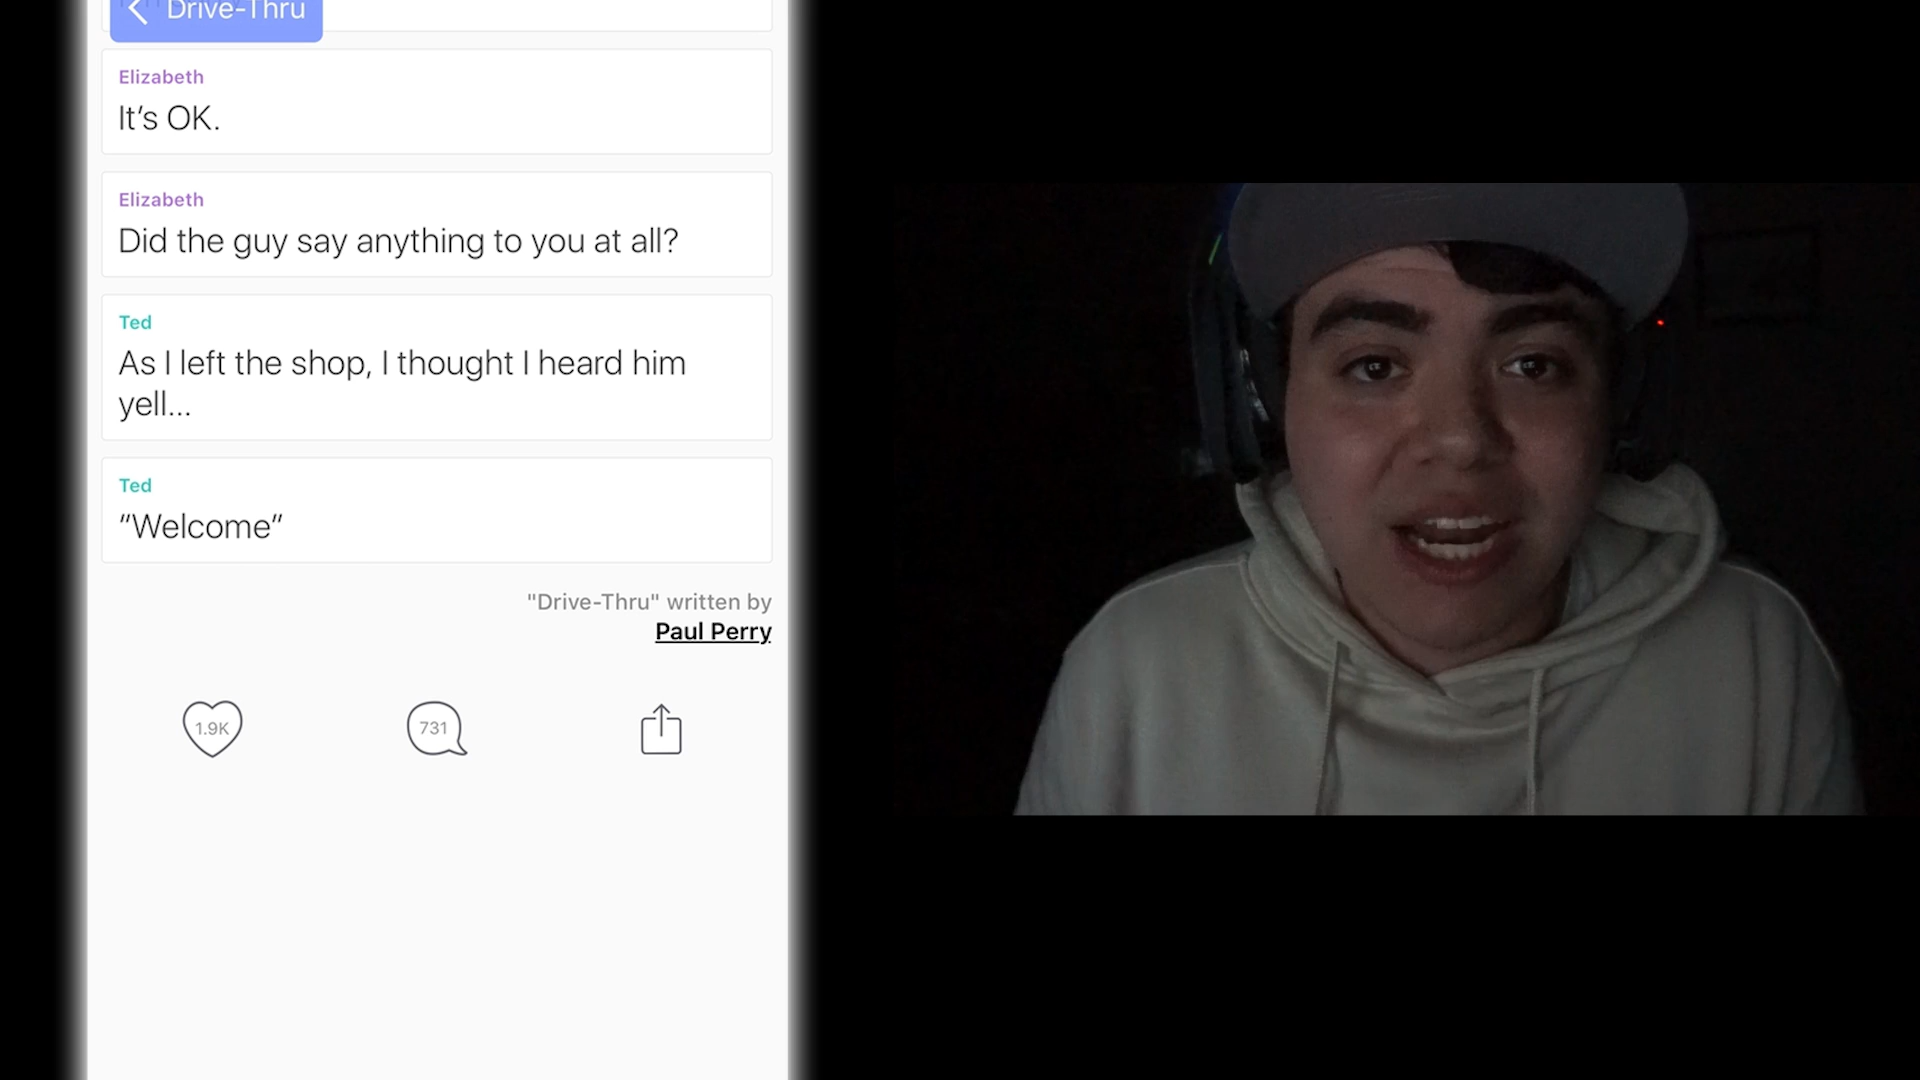 Drive-Thru
Elizabeth
It’s OK.
Elizabeth
Did the guy say anything to you at all?
Ted
As I left the shop, I thought I heard him
yell...
Ted
“Welcome“
"Drive-Thru" written by
Paul Perry
1.9K
731